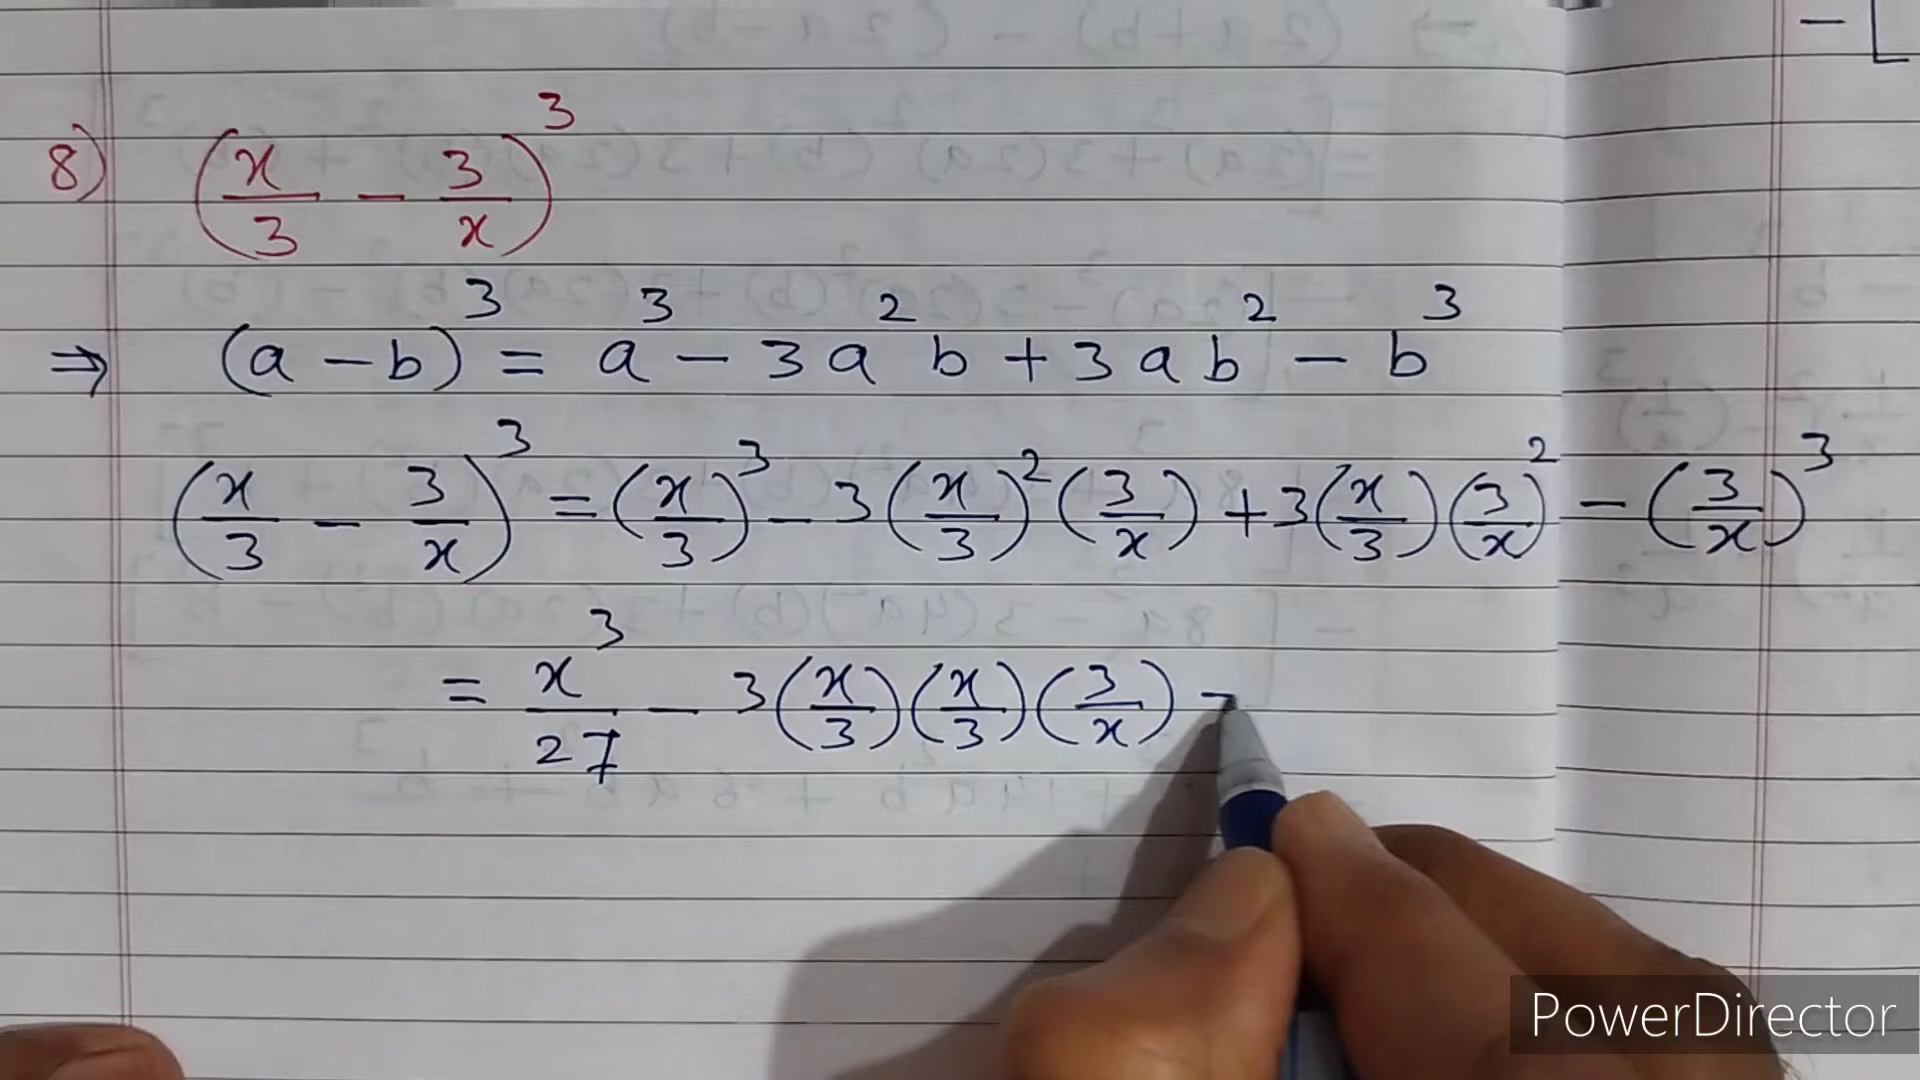 8) (x/3 - 3/x)³
⇒ (a - b)³ = a³ - 3a²b + 3ab² - b³
(x/3 - 3/x)³ = (x/3)³ - 3(x/3)²(3/x) + 3(x/3)(3/x)² - (3/x)³
= x³/27 - 3(x/3)(x/3)(3/x) -
PowerDirector